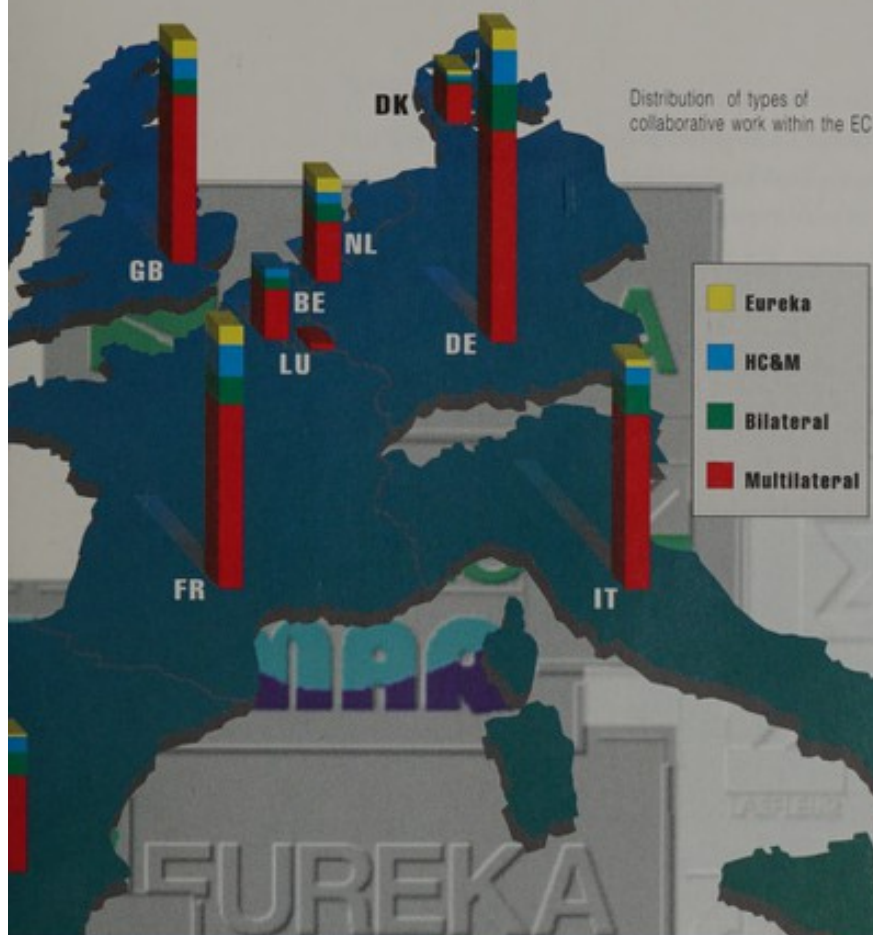 DK
Distribution of types of
collaborative work within the EC
NL
GB
BE
DE
LU
Eureka
HC&M
Bilateral
Multilateral
FR
IT
EUREKA